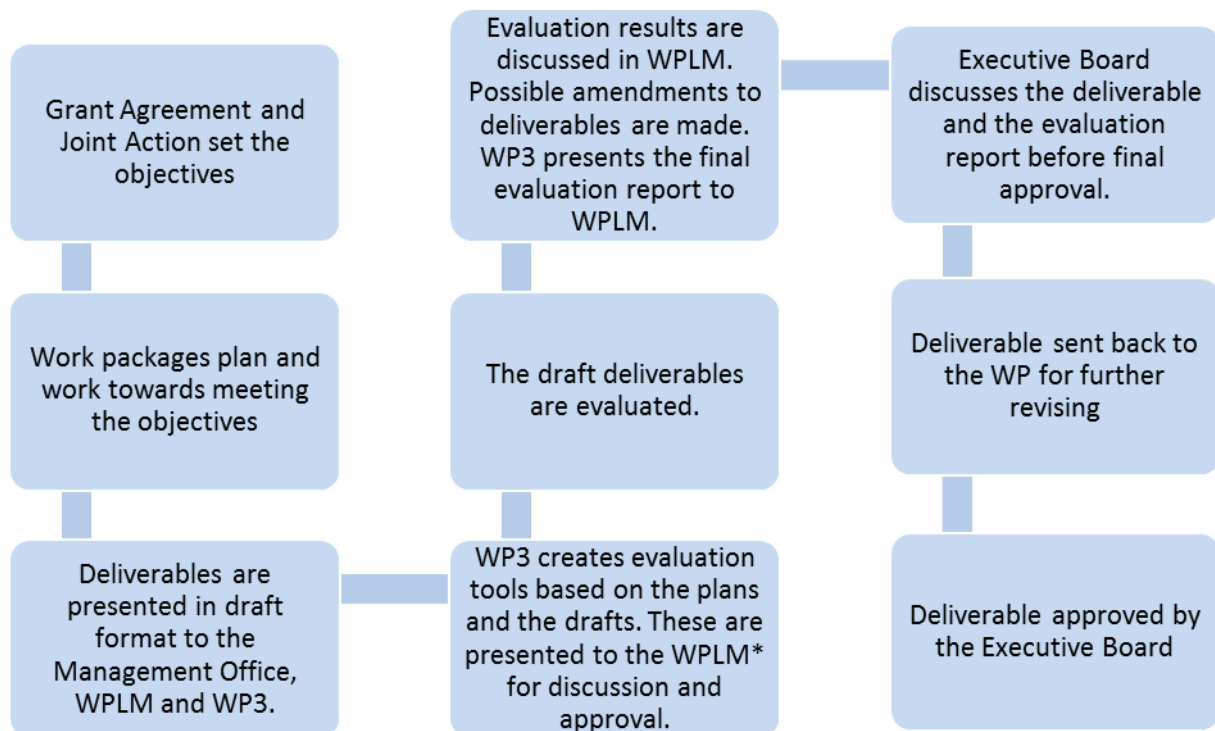 Grant Agreement and
Joint Action set the
objectives
Work packages plan and
work towards meeting
the objectives
Deliverables are
presented in draft
format to the
Management Office,
WPLM and WP3.
WP3 creates evaluation
tools based on the plans
and the drafts. These are
presented to the WPLM*
for discussion and
approval.
The draft deliverables
are evaluated.
Evaluation results are
discussed in WPLM.
Possible amendments to
deliverables are made.
WP3 presents the final
evaluation report to
WPLM.
Executive Board
discusses the deliverable
and the evaluation
report before final
approval.
Deliverable sent back to
the WP for further
revising
Deliverable approved by
the Executive Board